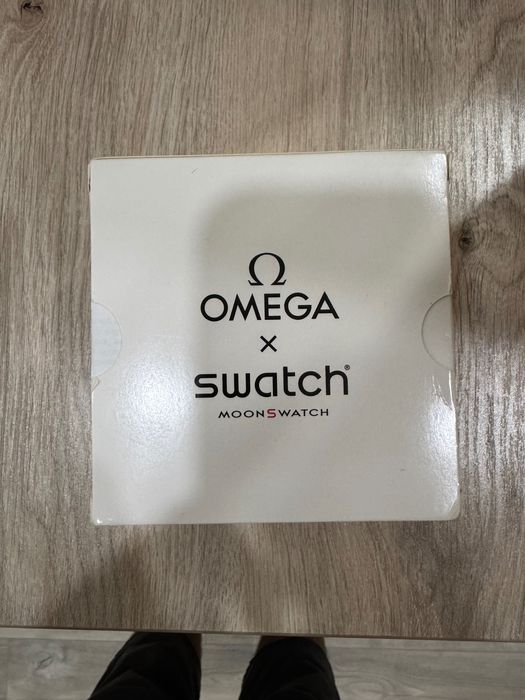 Ω
OMEGA
×
swatch®
MOONSWATCH